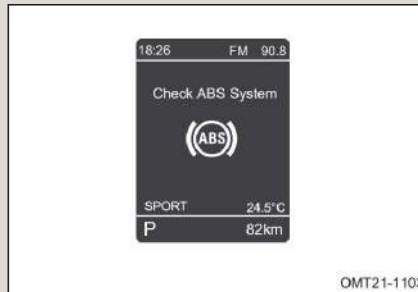 18:26 FM 90.8
Check ABS System
ABS
SPORT 24.5°C
P 82km